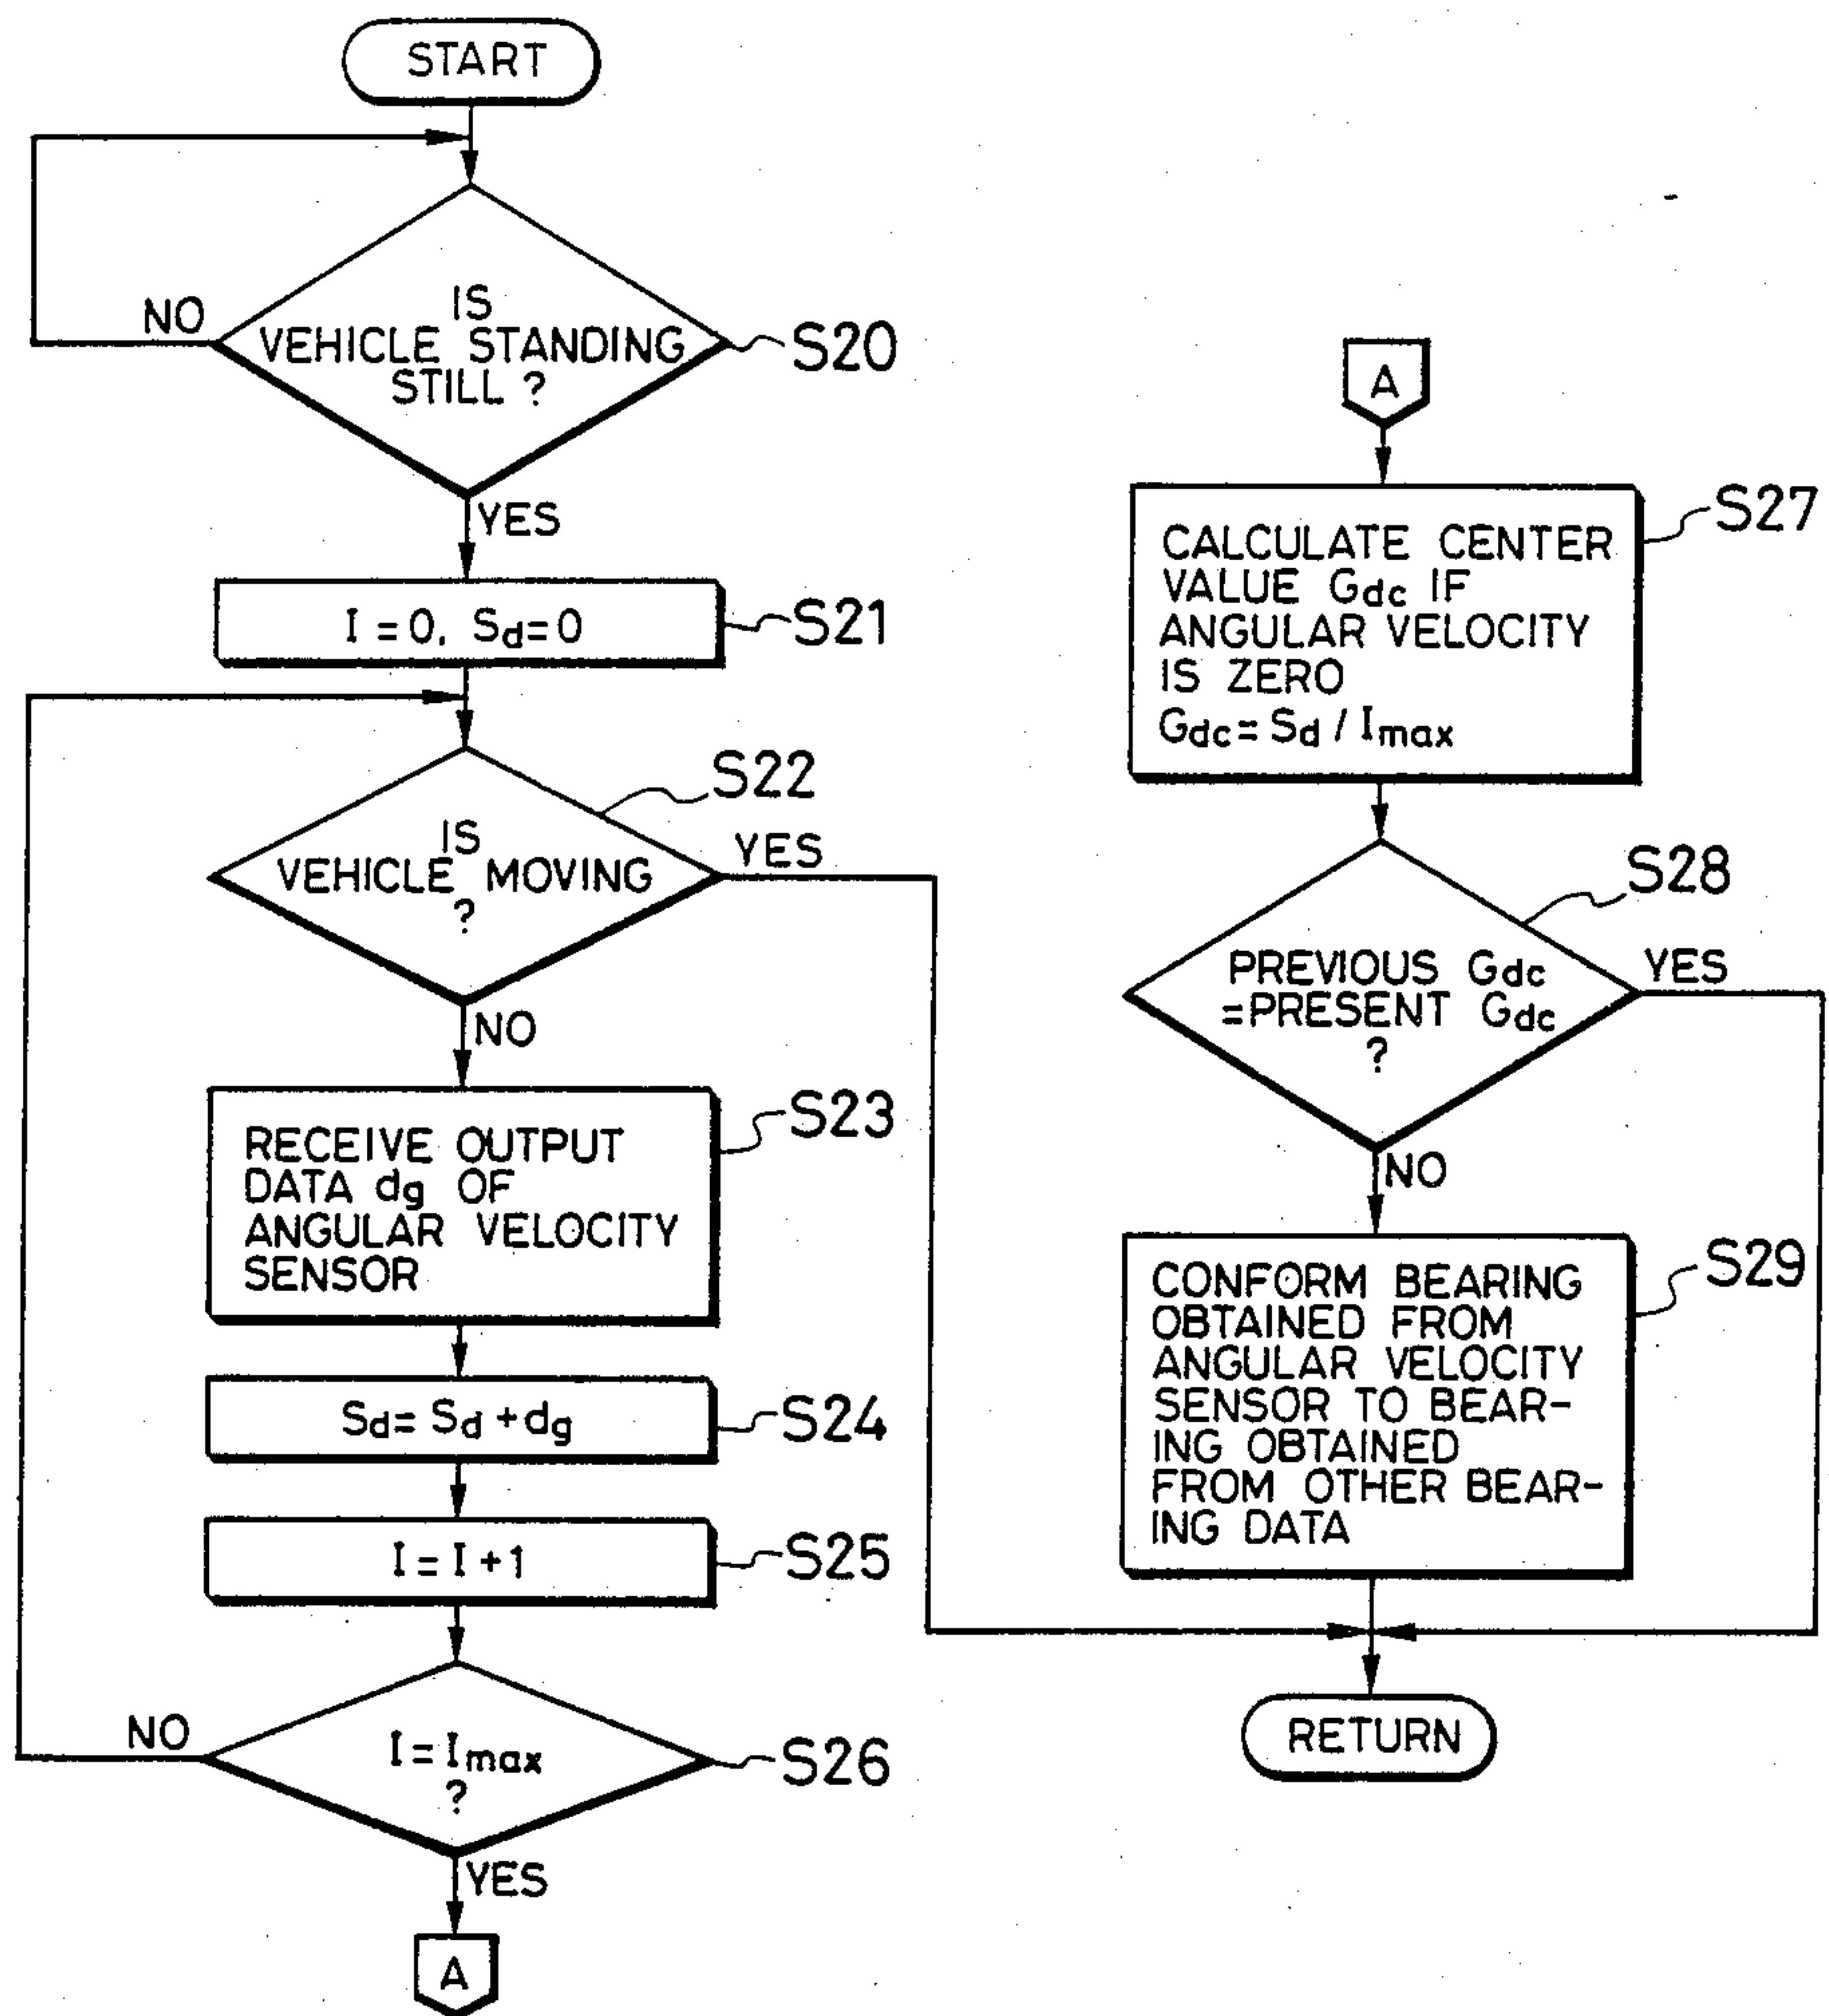 START
NO
IS
VEHICLE STANDING
STILL ?
S20
YES
I = 0, Sd = 0
S21
S22
IS
VEHICLE MOVING
?
YES
NO
RECEIVE OUTPUT
DATA dg OF
ANGULAR VELOCITY
SENSOR
S23
Sd = Sd + dg
S24
I = I + 1
S25
NO
I = Imax
?
S26
YES
A
A
CALCULATE CENTER
VALUE Gdc IF
ANGULAR VELOCITY
IS ZERO
Gdc = Sd / Imax
S27
S28
PREVIOUS Gdc
=PRESENT Gdc
?
YES
NO
CONFORM BEARING
OBTAINED FROM
ANGULAR VELOCITY
SENSOR TO BEAR-
ING OBTAINED
FROM OTHER BEAR-
ING DATA
S29
RETURN